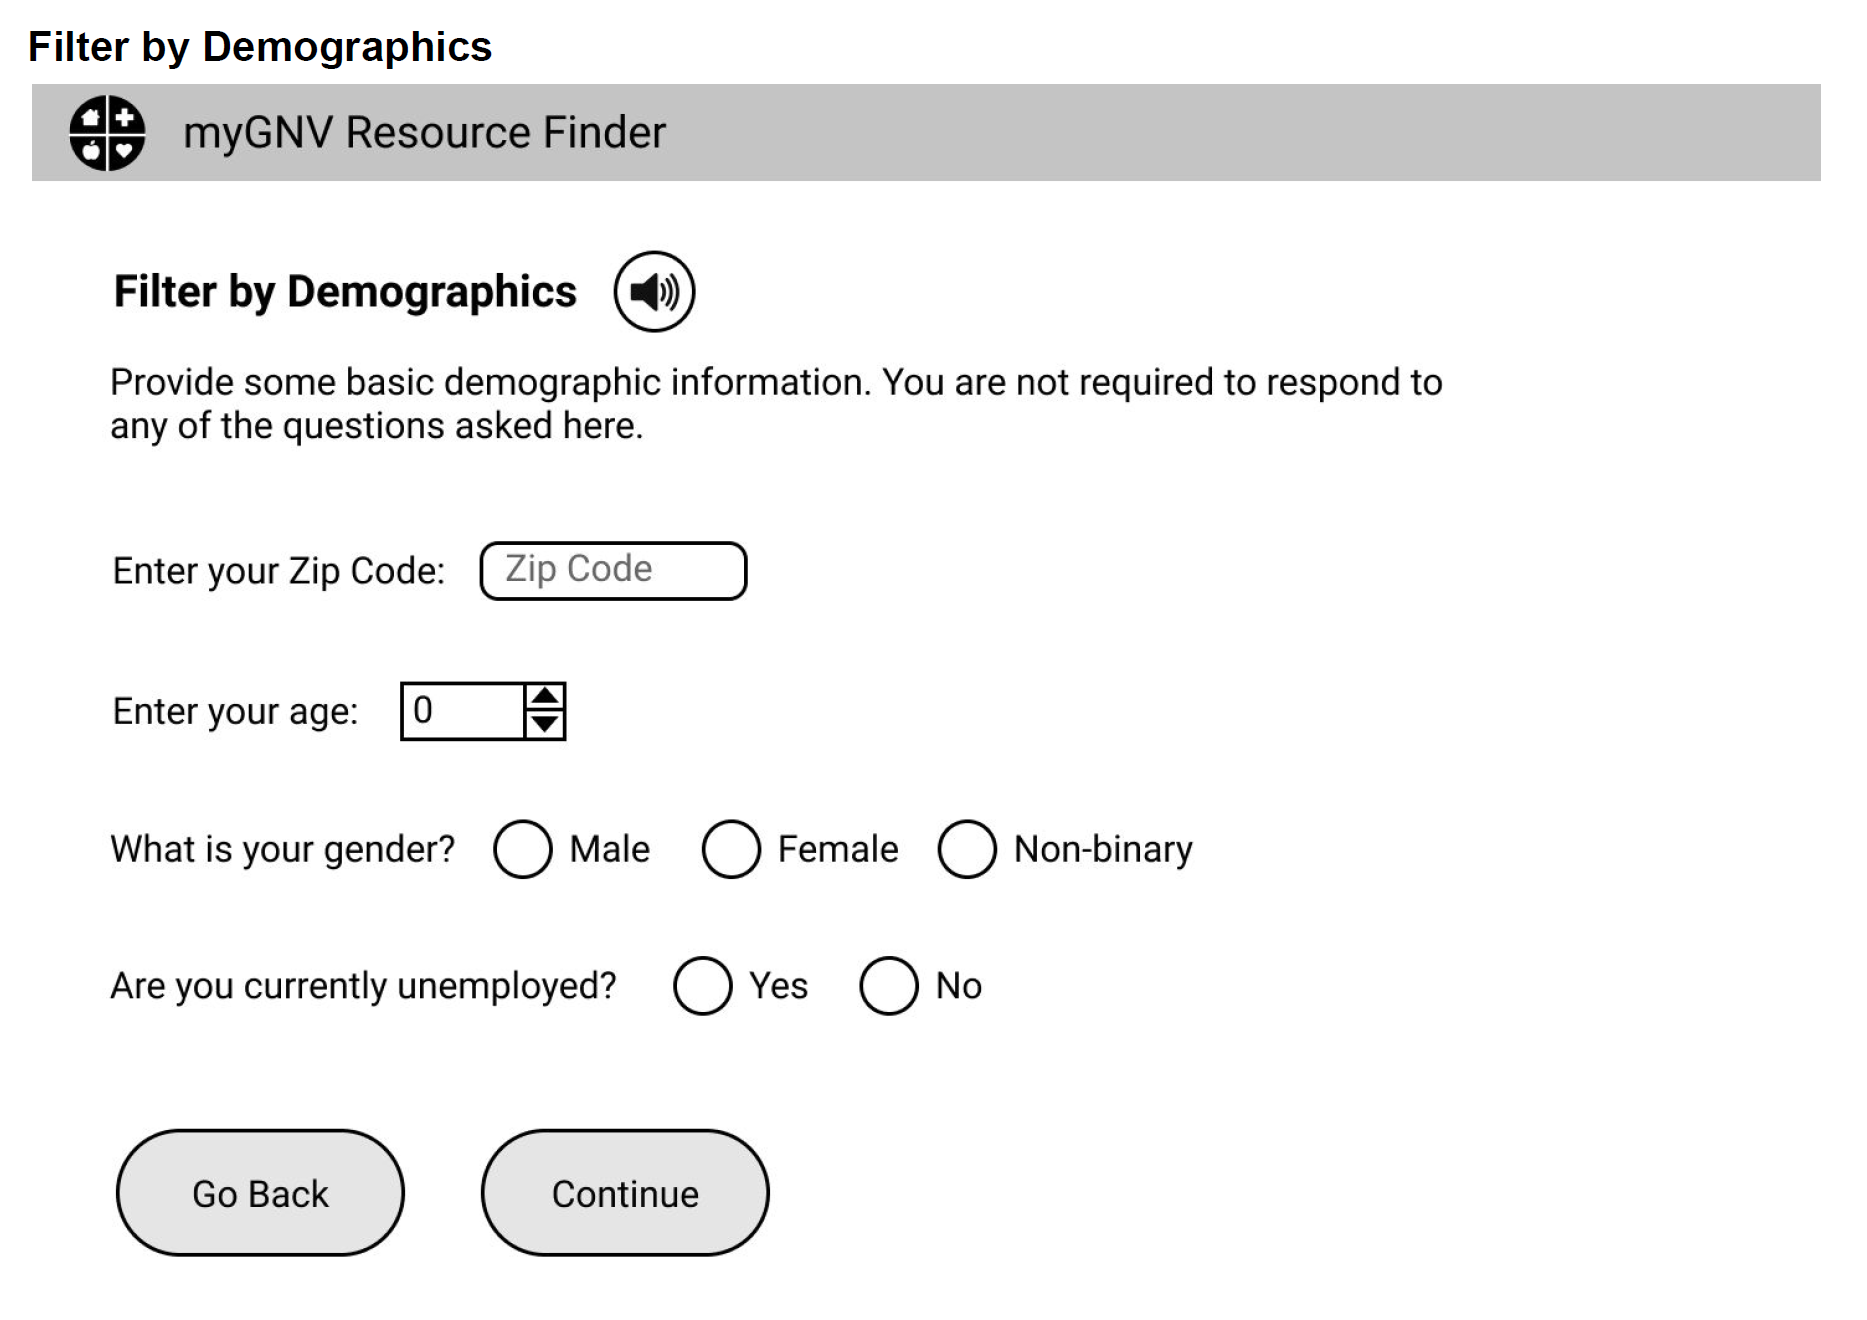 Filter by Demographics
myGNV Resource Finder
Filter by Demographics
Provide some basic demographic information. You are not required to respond to
any of the questions asked here.
Enter your Zip Code: Zip Code
Enter your age: 0
What is your gender? Male Female Non-binary
Are you currently unemployed? Yes No
Go Back Continue